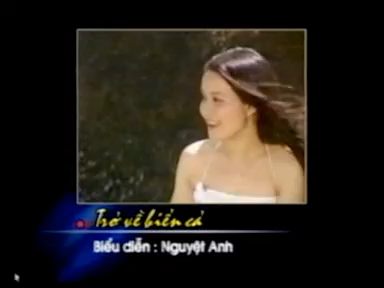 Trở về biển cả
Biểu diễn : Nguyệt Anh